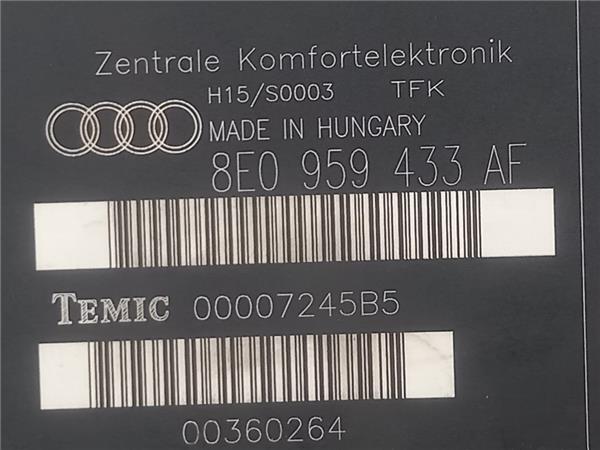 Zentrale Komfortelektronik
H15/S0003 TFK
MADE IN HUNGARY
8E0 959 433 AF
TEMIC 00007245B5
00360264